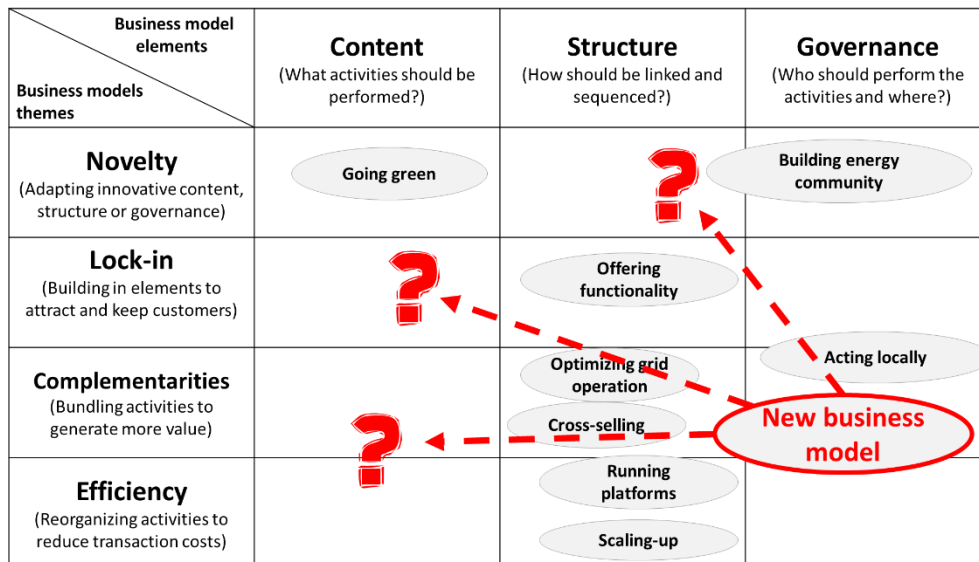 Business model
elements
Business models
themes
Content
(What activities should be
performed?)
Structure
(How should be linked and
sequenced?)
Governance
(Who should perform the
activities and where?)
Novelty
(Adapting innovative content,
structure or governance)
Going green
?
Building energy
community
Lock-in
(Building in elements to
attract and keep customers)
?
Offering
functionality
Complementarities
(Bundling activities to
generate more value)
?
Optimizing grid
operation
Cross-selling
Acting locally
New business
model
Efficiency
(Reorganizing activities to
reduce transaction costs)
Running
platforms
Scaling-up